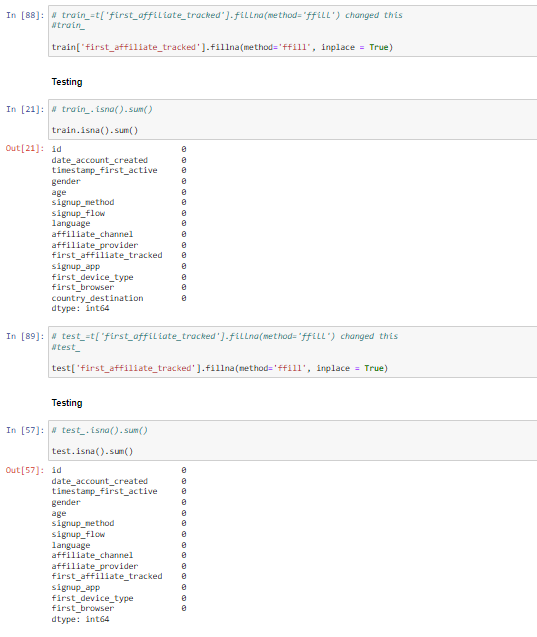 In [88]: # train_=t['first_affiliate_tracked'].fillna(method='ffill') changed this
#train_
train['first_affiliate_tracked'].fillna(method='ffill', inplace = True)
Testing
In [21]: # train_.isna().sum()
train.isna().sum()
Out[21]: id 0
date_account_created 0
timestamp_first_active 0
gender 0
age 0
signup_method 0
signup_flow 0
language 0
affiliate_channel 0
affiliate_provider 0
first_affiliate_tracked 0
signup_app 0
first_device_type 0
first_browser 0
country_destination 0
dtype: int64
In [89]: # test_=t['first_affiliate_tracked'].fillna(method='ffill') changed this
#test_
test['first_affiliate_tracked'].fillna(method='ffill', inplace = True)
Testing
In [57]: # test_.isna().sum()
test.isna().sum()
Out[57]: id 0
date_account_created 0
timestamp_first_active 0
gender 0
age 0
signup_method 0
signup_flow 0
language 0
affiliate_channel 0
affiliate_provider 0
first_affiliate_tracked 0
signup_app 0
first_device_type 0
first_browser 0
dtype: int64